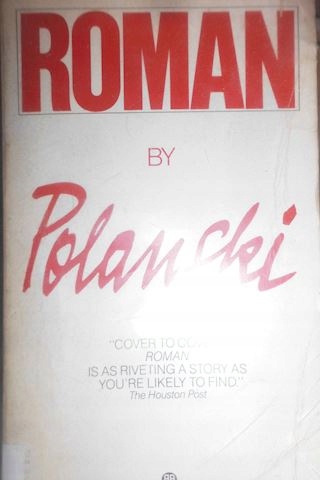 ROMAN
BY
Polanski
"COVER TO
ROMAN
IS AS RIVETING A STORY AS
YOU'RE LIKELY TO FIND."
The Houston Post